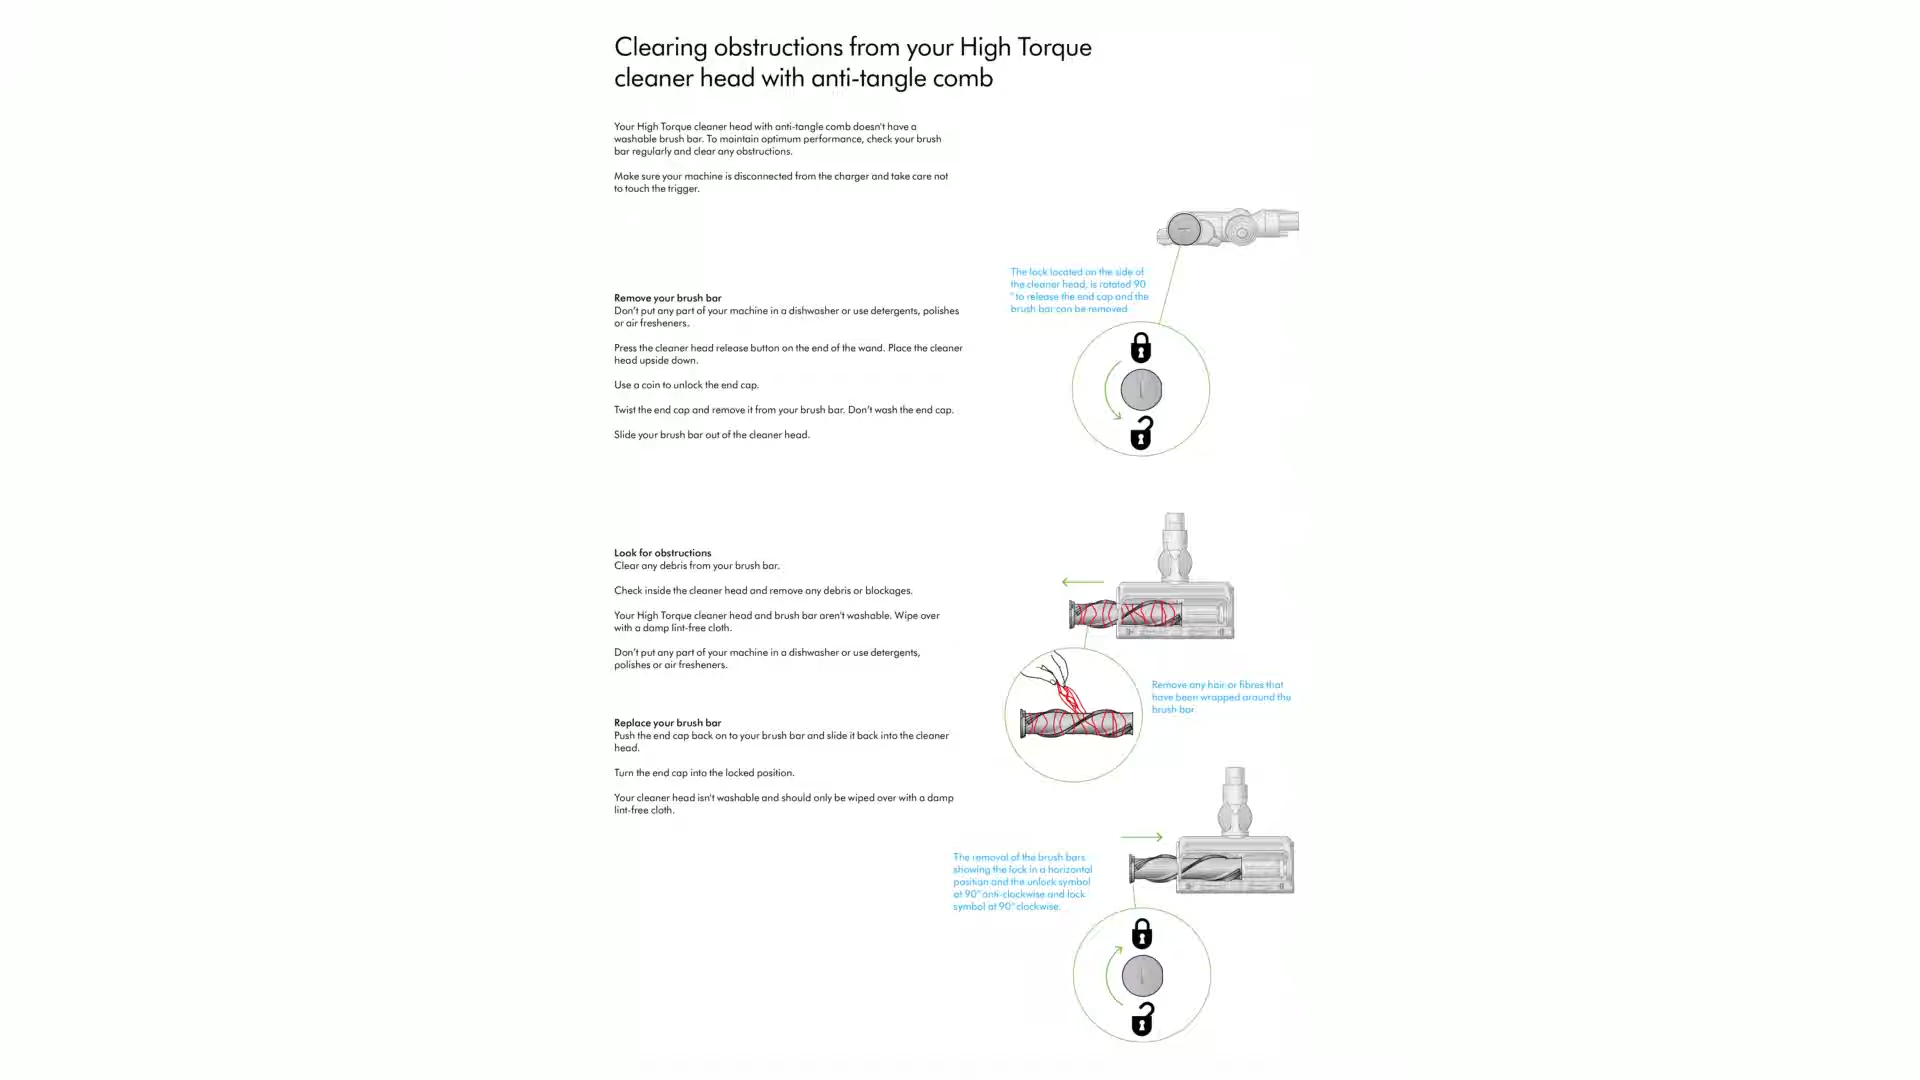 Clearing obstructions from your High Torque
cleaner head with anti-tangle comb
Your High Torque cleaner head with anti-tangle comb doesn't have a
washable brush bar. To maintain optimum performance, check your brush
bar regularly and clear any obstructions.
Make sure your machine is disconnected from the charger and take care not
to touch the trigger.
The lock located on the side of
the cleaner head, is rotated 90
° to release the end cap and the
brush bar can be removed
Remove your brush bar
Don't put any part of your machine in a dishwasher or use detergents, polishes
or air fresheners.
Press the cleaner head release button on the end of the wand. Place the cleaner
head upside down.
Use a coin to unlock the end cap.
Twist the end cap and remove it from your brush bar. Don't wash the end cap.
Slide your brush bar out of the cleaner head.
Look for obstructions
Clear any debris from your brush bar.
Check inside the cleaner head and remove any debris or blockages.
Your High Torque cleaner head and brush bar aren't washable. Wipe over
with a damp lint-free cloth.
Don't put any part of your machine in a dishwasher or use detergents,
polishes or air fresheners.
Remove any hair or fibres that
have been wrapped around the
brush bar
Replace your brush bar
Push the end cap back on to your brush bar and slide it back into the cleaner
head.
Turn the end cap into the locked position.
Your cleaner head isn't washable and should only be wiped over with a damp
lint-free cloth.
The removal of the brush bars
showing the lock in a horizontal
position and the unlock symbol
at 90° anti-clockwise and lock
symbol at 90° clockwise.